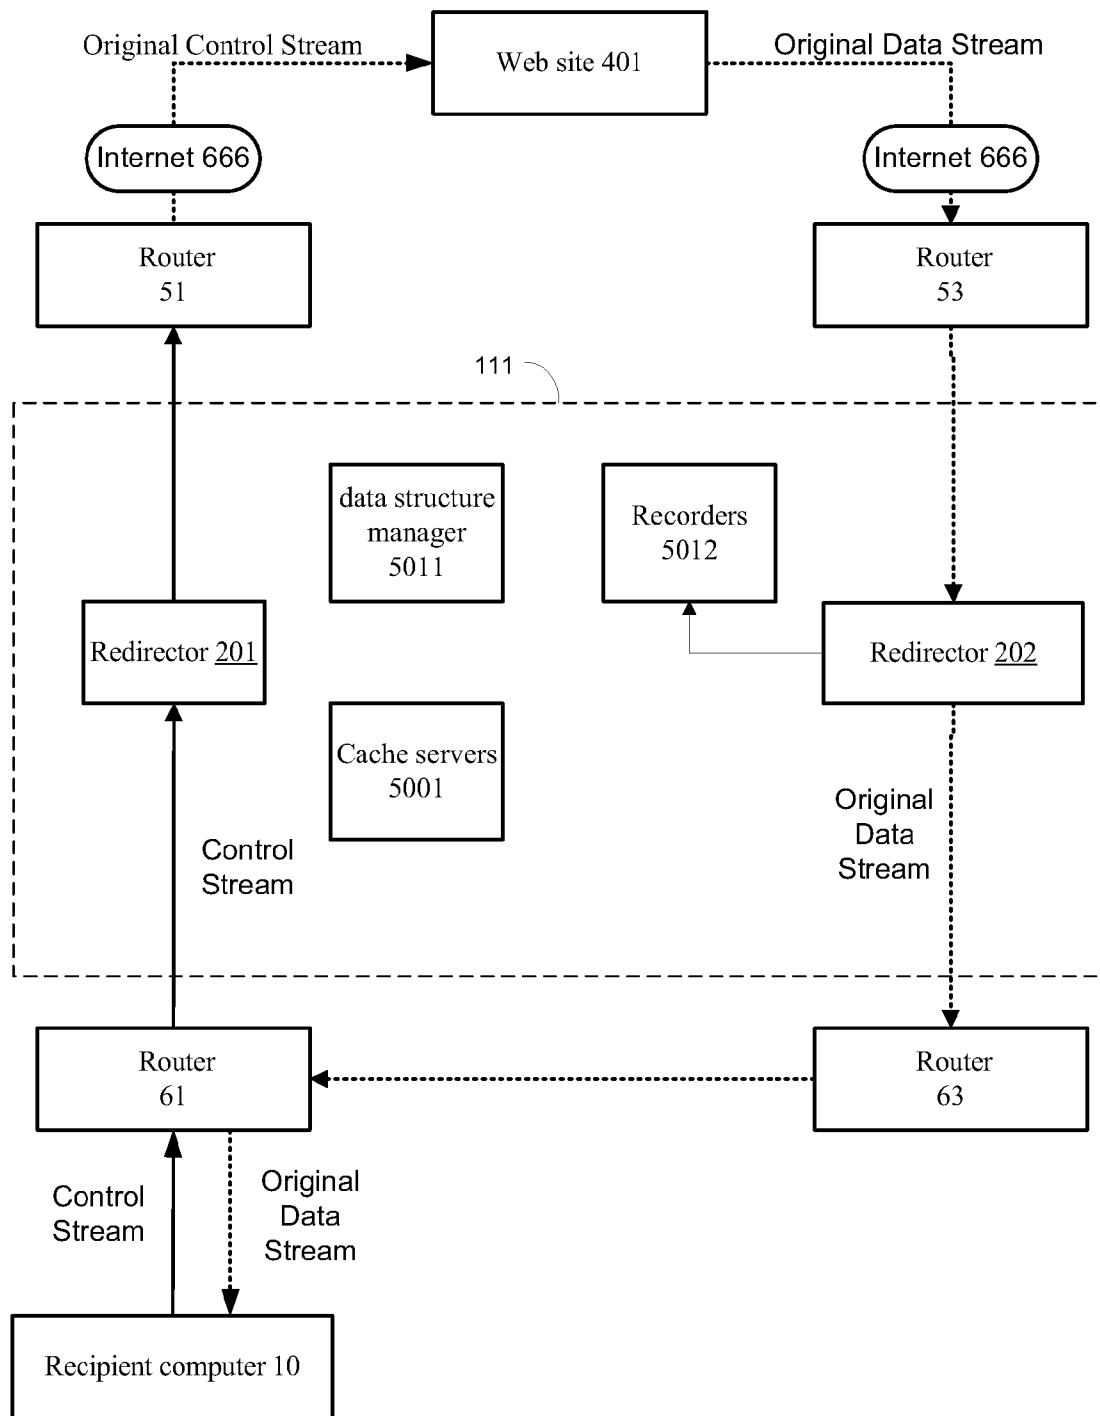 Original Control Stream
Web site 401
Original Data Stream
Internet 666
Internet 666
Router
51
Router
53
111
data structure
manager
5011
Recorders
5012
Redirector 201
Redirector 202
Cache servers
5001
Original
Data
Stream
Control
Stream
Router
61
Router
63
Control
Stream
Original
Data
Stream
Recipient computer 10